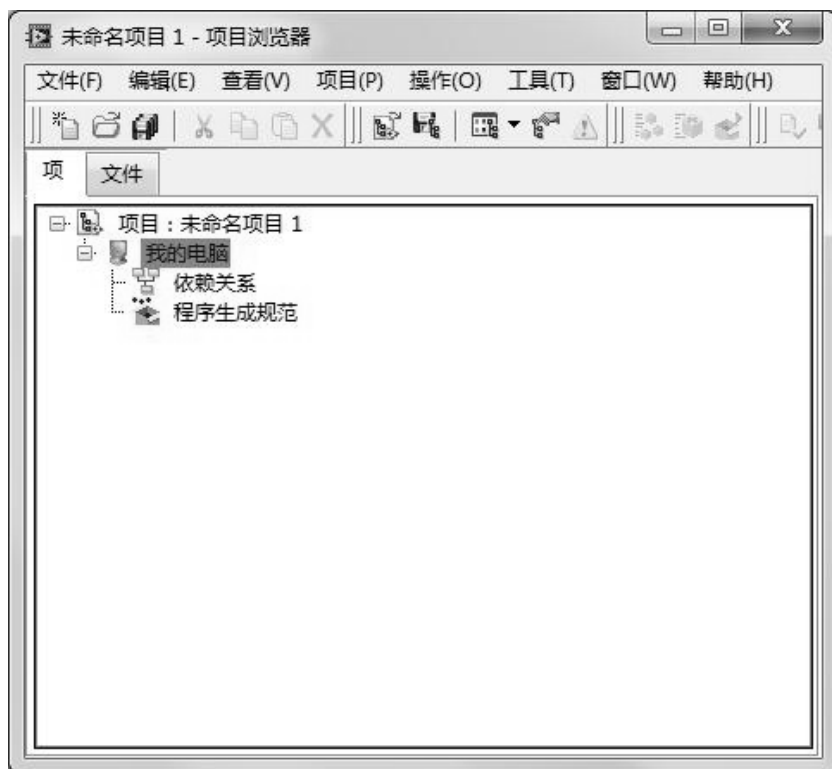 未命名项目 1 - 项目浏览器
文件(F) 编辑(E) 查看(V) 项目(P) 操作(O) 工具(T) 窗口(W) 帮助(H)
项 文件
项目：未命名项目 1
我的电脑
依赖关系
程序生成规范